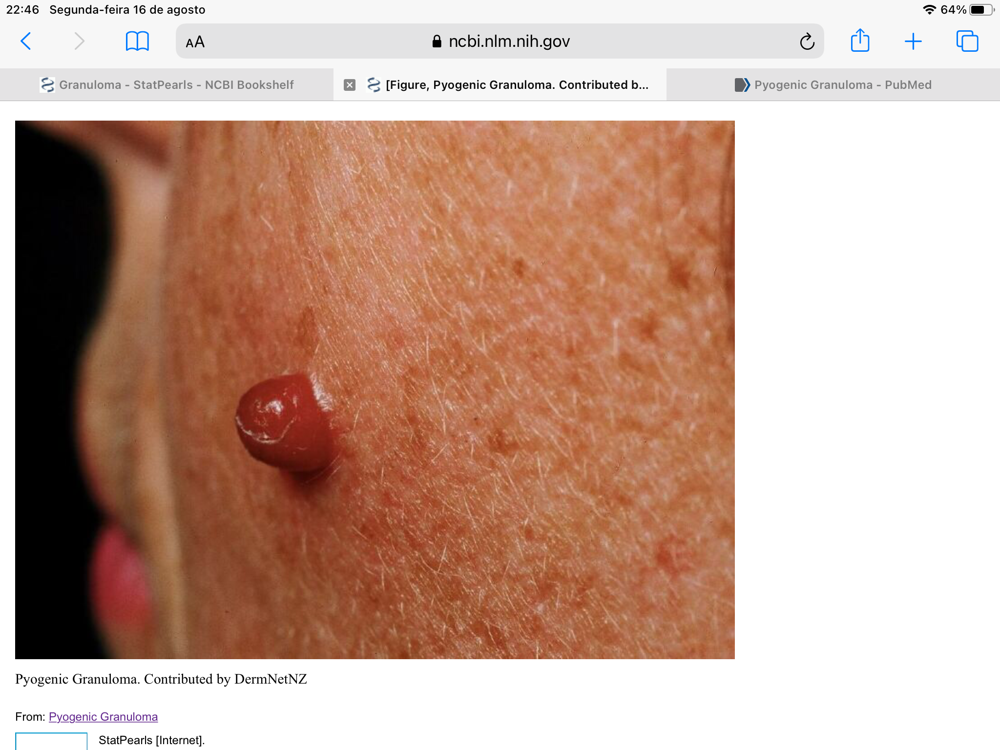 22:46 Segunda-feira 16 de agosto 64%
AA ncbi.nlm.nih.gov
Granuloma - StatPearls - NCBI Bookshelf [Figure, Pyogenic Granuloma. Contributed b... Pyogenic Granuloma - PubMed
Pyogenic Granuloma. Contributed by DermNetNZ
From: Pyogenic Granuloma
StatPearls [Internet].